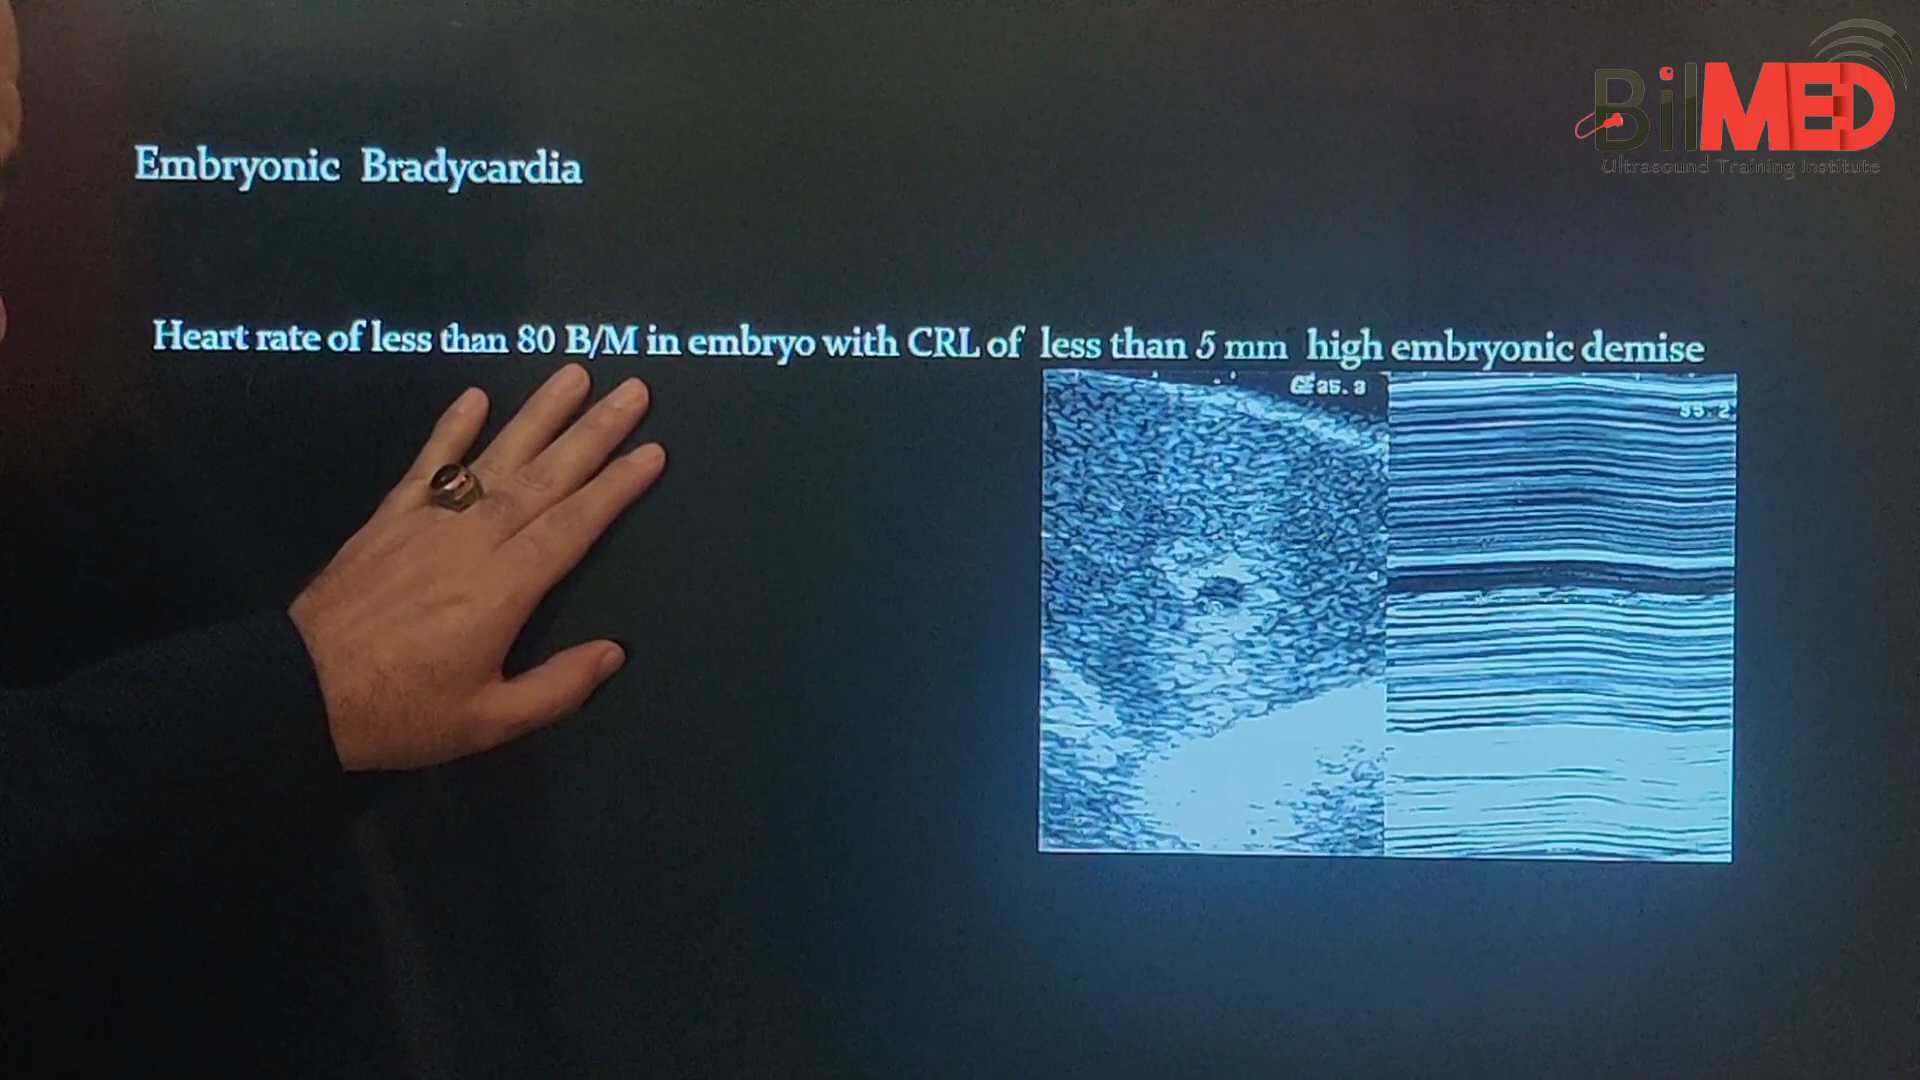 BilMED
Ultrasound Training Institute
Embryonic Bradycardia
Heart rate of less than 80 B/M in embryo with CRL of less than 5 mm high embryonic demise